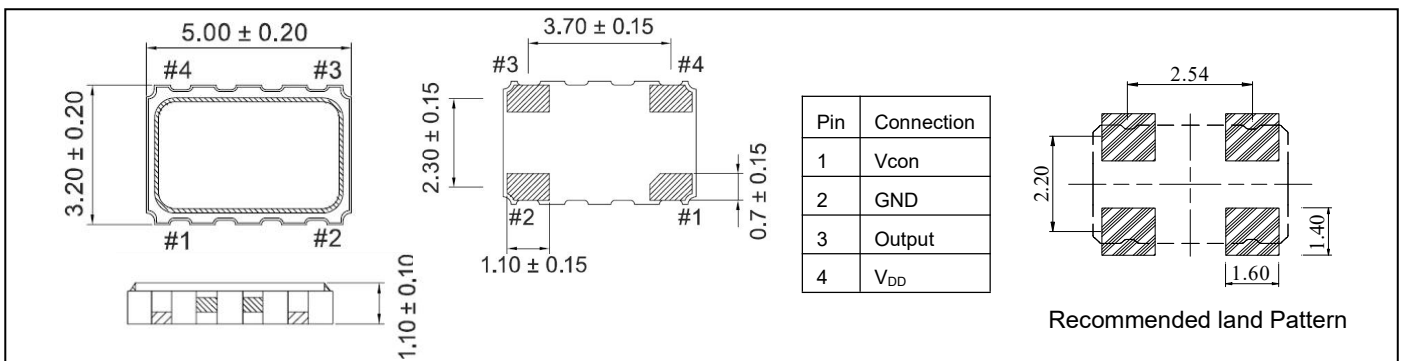 5.00 ± 0.20
#4 #3
3.20 ± 0.20
#1 #2
1.10 ± 0.10
3.70 ± 0.15
#3 #4
2.30 ± 0.15
#2 #1
0.7 ± 0.15
1.10 ± 0.15
Pin Connection
1 Vcon
2 GND
3 Output
4 VDD
2.54
2.20
1.40
1.60
Recommended land Pattern